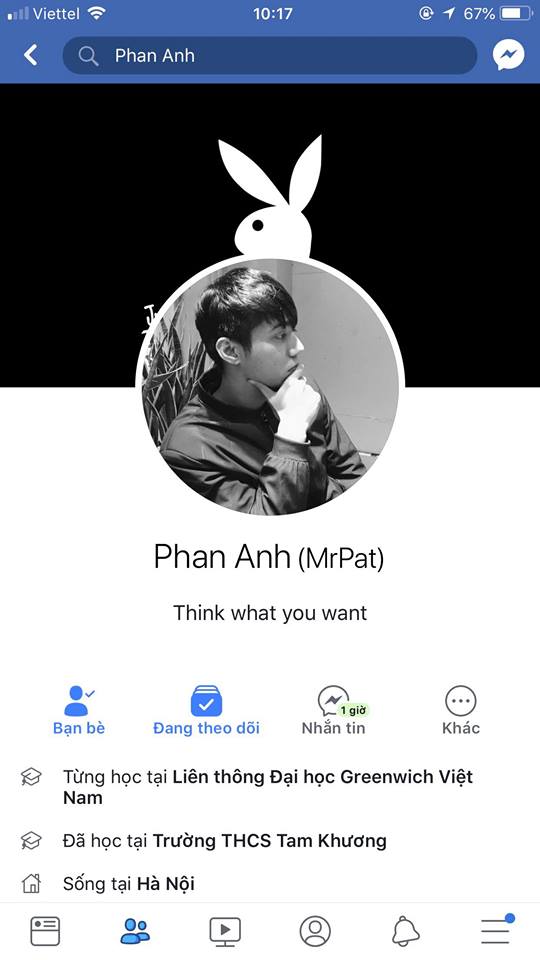 Viettel 10:17 67%
Phan Anh
Phan Anh (MrPat)
Think what you want
Bạn bè
Đang theo dõi
1 giờ
Nhắn tin
Khác
Từng học tại Liên thông Đại học Greenwich Việt
Nam
Đã học tại Trường THCS Tam Khương
Sống tại Hà Nội